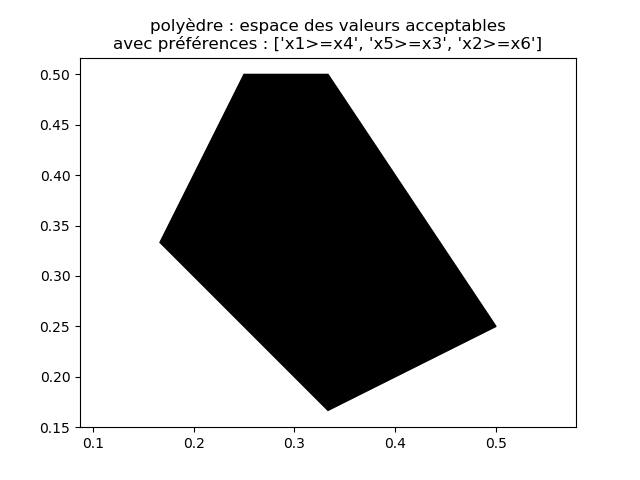 polyèdre : espace des valeurs acceptables
avec préférences : ['x1>=x4', 'x5>=x3', 'x2>=x6']
0.50
0.45
0.40
0.35
0.30
0.25
0.20
0.15
0.1 0.2 0.3 0.4 0.5